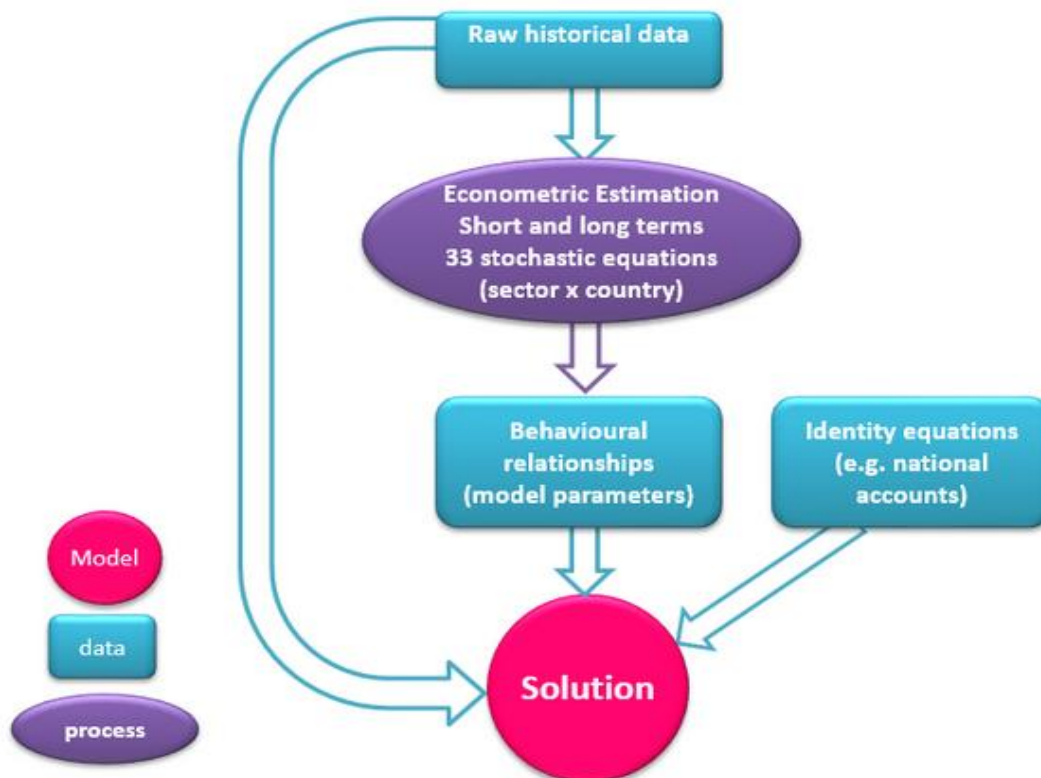 Raw historical data
Econometric Estimation
Short and long terms
33 stochastic equations
(sector x country)
Behavioural
relationships
(model parameters)
Identity equations
(e.g. national
accounts)
Model
data
process
Solution